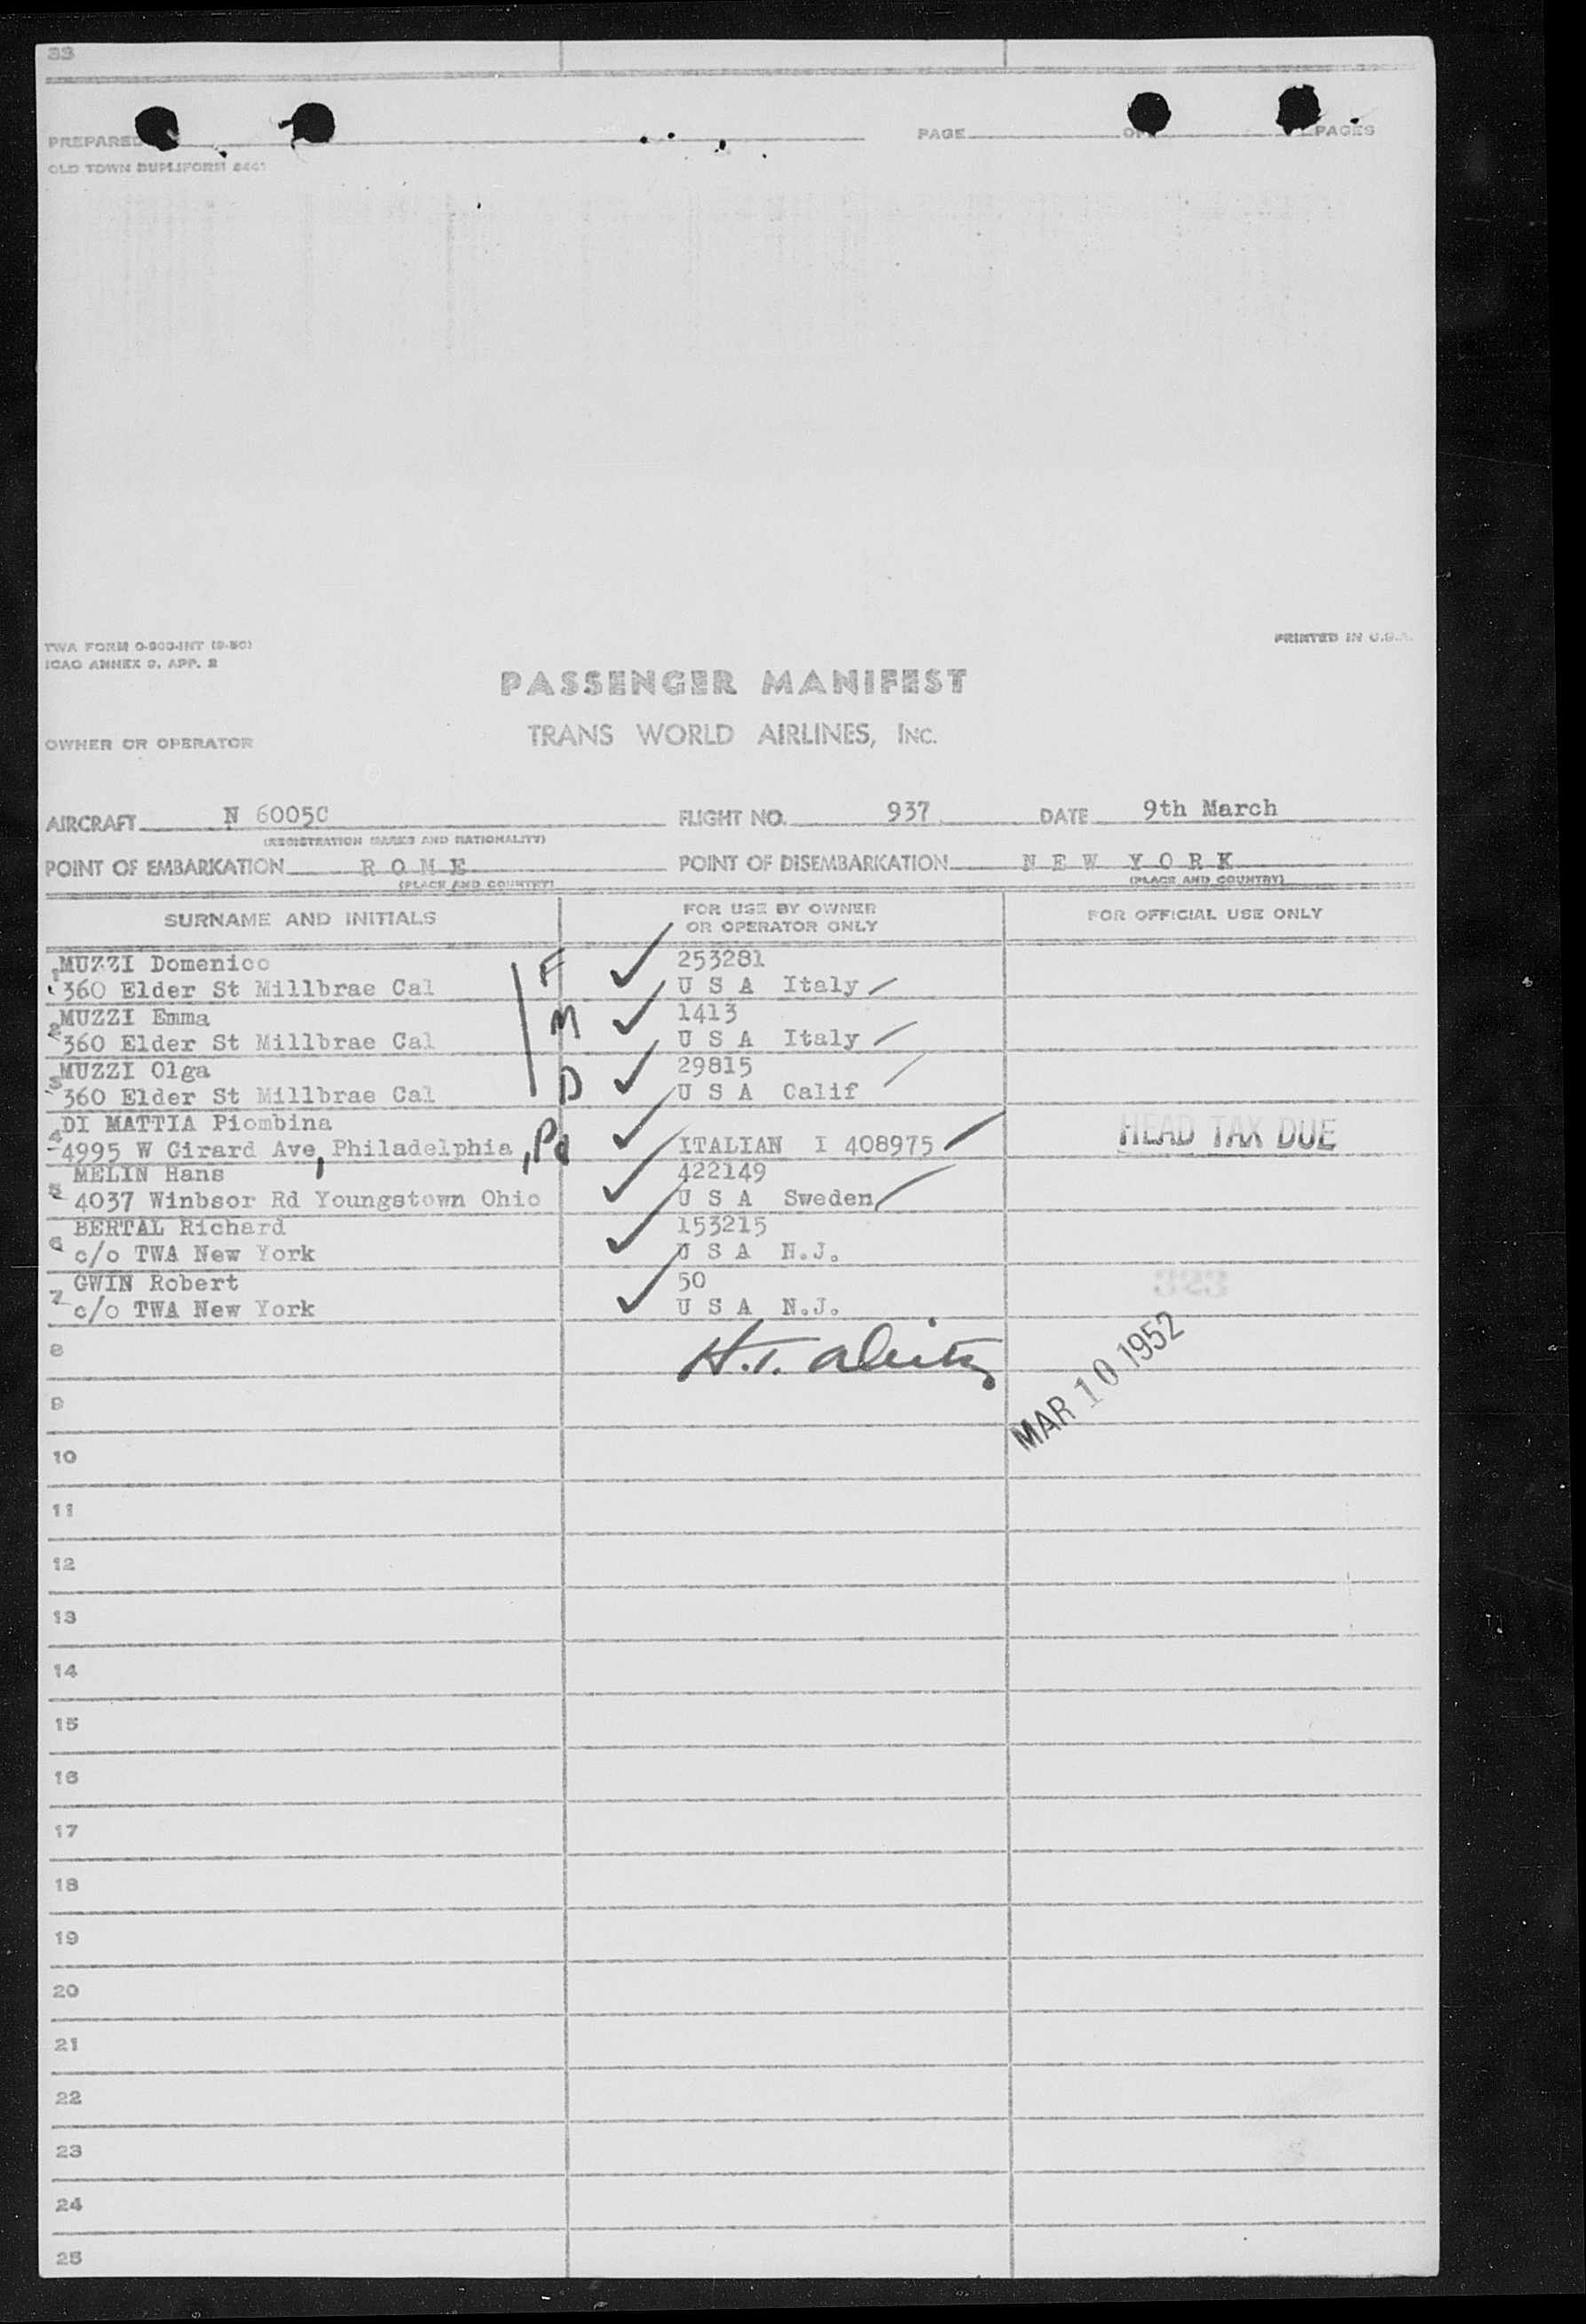 33
PREPARED
PAGE OF PAGES
OLD TOWN DUPLIFORM
TWA FORM O-900-INT (9-50)
PRINTED IN U.S.A.
ICAO ANNEX 9, APP. 2
PASSENGER MANIFEST
OWNER OR OPERATOR TRANS WORLD AIRLINES, INC.
AIRCRAFT N 6005C FLIGHT NO. 937 DATE 9th March
(REGISTRATION MARKS AND NATIONALITY)
POINT OF EMBARKATION R O M E POINT OF DISEMBARKATION N E W Y O R K
(PLACE AND COUNTRY) (PLACE AND COUNTRY)
SURNAME AND INITIALS FOR USE BY OWNER OR OPERATOR ONLY FOR OFFICIAL USE ONLY
1 MUZZI Domenico F 253281
360 Elder St Millbrae Cal U S A Italy
2 MUZZI Emma M 1413
360 Elder St Millbrae Cal U S A Italy
3 MUZZI Olga D 29815
360 Elder St Millbrae Cal U S A Calif
4 DI MATTIA Piombina HEAD TAX DUE
4995 W Girard Ave, Philadelphia, Pa ITALIAN I 408975
5 MELIN Hans 422149
4037 Winbsor Rd Youngstown Ohio U S A Sweden
6 BERTAL Richard 153215
c/o TWA New York U S A N.J.
7 GWIN Robert 50 323
c/o TWA New York U S A N.J.
8 H.T.
MAR 10 1952
9
10
11
12
13
14
15
16
17
18
19
20
21
22
23
24
25